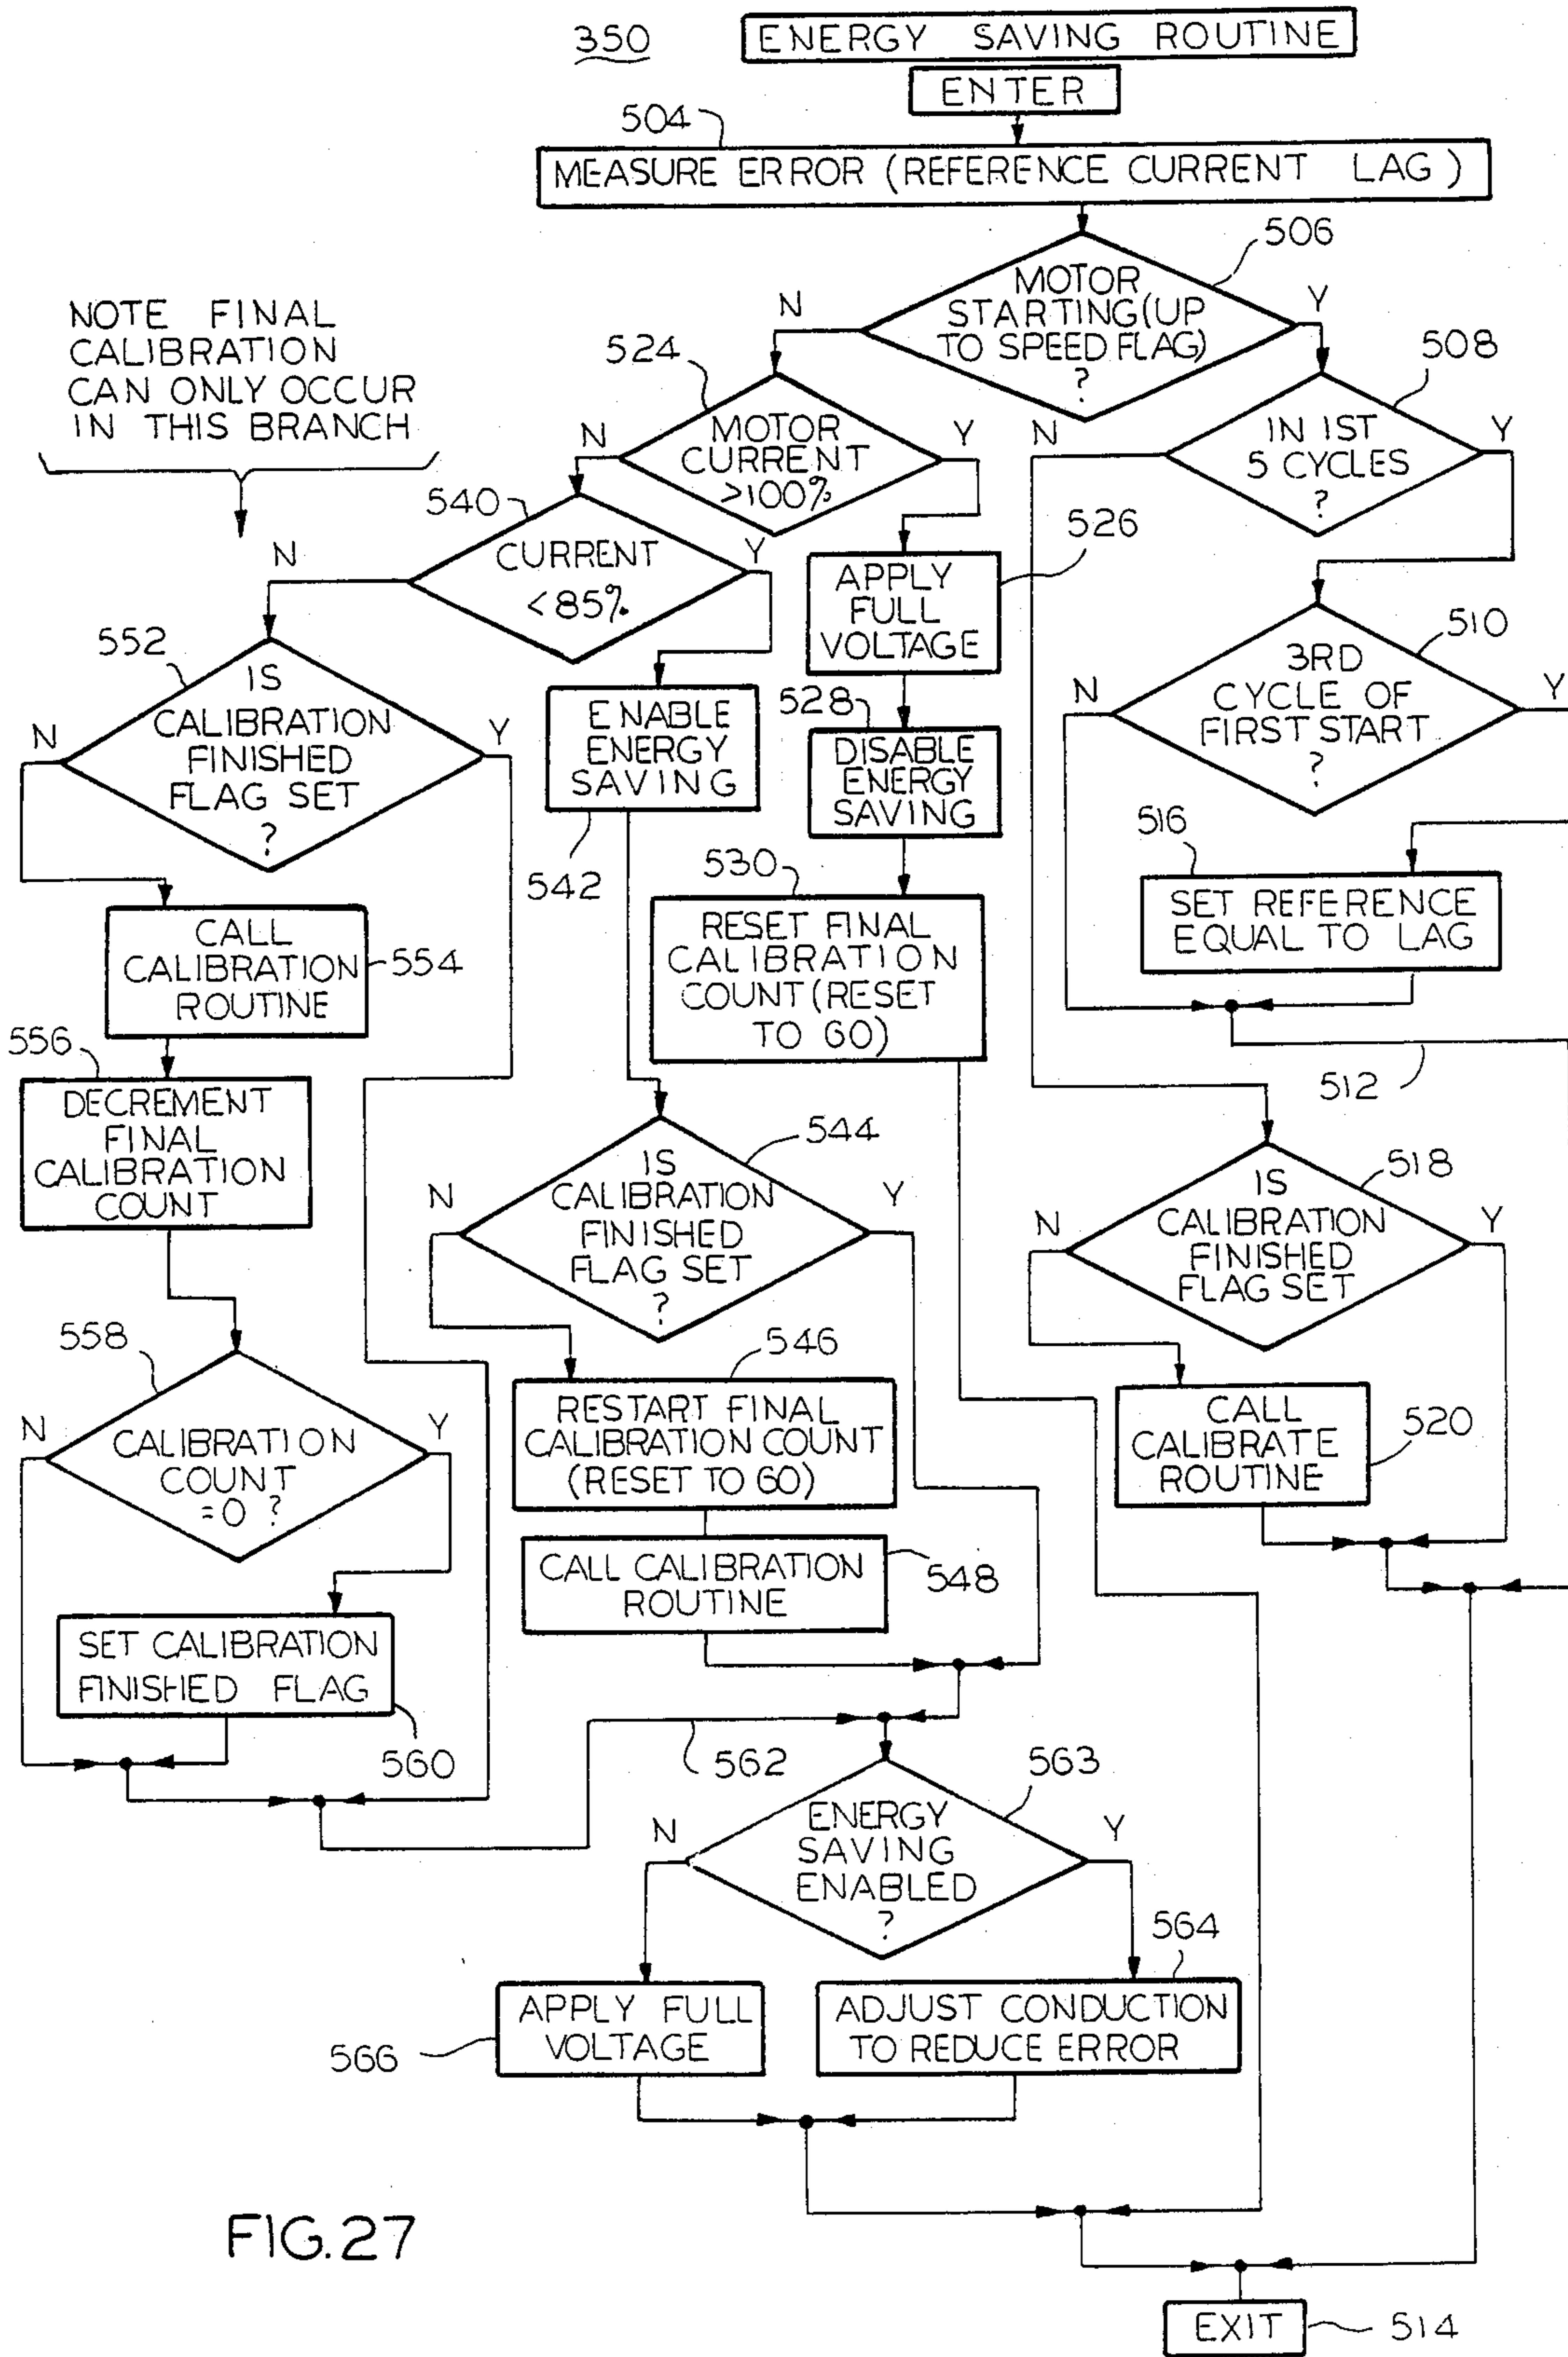 350
ENERGY SAVING ROUTINE
ENTER
504
MEASURE ERROR (REFERENCE CURRENT LAG)
506
MOTOR
STARTING (UP
TO SPEED FLAG)
?
N
Y
NOTE FINAL
CALIBRATION
CAN ONLY OCCUR
IN THIS BRANCH
524
MOTOR
CURRENT
>100%
N
Y
508
IN 1ST
5 CYCLES
?
N
Y
540
CURRENT
<85%
N
Y
526
APPLY
FULL
VOLTAGE
510
3RD
CYCLE OF
FIRST START
?
N
Y
552
IS
CALIBRATION
FINISHED
FLAG SET
?
N
Y
ENABLE
ENERGY
SAVING
542
528
DISABLE
ENERGY
SAVING
516
SET REFERENCE
EQUAL TO LAG
530
RESET FINAL
CALIBRATION
COUNT (RESET
TO 60)
CALL
CALIBRATION
ROUTINE
554
512
556
DECREMENT
FINAL
CALIBRATION
COUNT
544
IS
CALIBRATION
FINISHED
FLAG SET
?
N
Y
518
IS
CALIBRATION
FINISHED
FLAG SET
N
Y
558
CALIBRATION
COUNT
=0 ?
N
Y
546
RESTART FINAL
CALIBRATION COUNT
(RESET TO 60)
CALL
CALIBRATE
ROUTINE
520
CALL CALIBRATION
ROUTINE
548
SET CALIBRATION
FINISHED FLAG
560
562
563
ENERGY
SAVING
ENABLED
?
N
Y
564
APPLY FULL
VOLTAGE
566
ADJUST CONDUCTION
TO REDUCE ERROR
FIG.27
EXIT
514